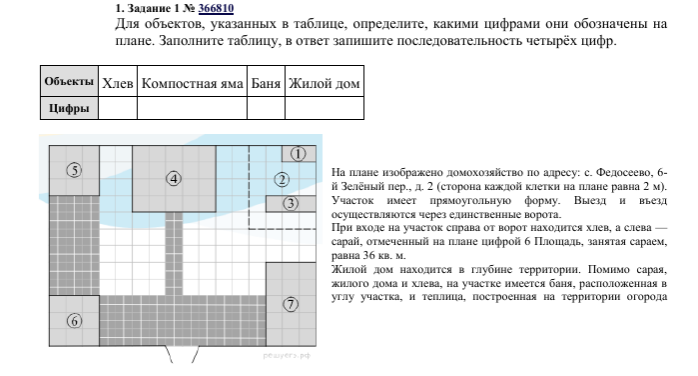 1. Задание 1 № 366810
Для объектов, указанных в таблице, определите, какими цифрами они обозначены на
плане. Заполните таблицу, в ответ запишите последовательность четырёх цифр.
Объекты Хлев Компостная яма Баня Жилой дом
Цифры
1
5
4
2
3
7
6
решуегэ.рф
На плане изображено домохозяйство по адресу: с. Федосеево, 6-
й Зелёный пер., д. 2 (сторона каждой клетки на плане равна 2 м).
Участок имеет прямоугольную форму. Выезд и въезд
осуществляются через единственные ворота.
При входе на участок справа от ворот находится хлев, а слева —
сарай, отмеченный на плане цифрой 6 Площадь, занятая сараем,
равна 36 кв. м.
Жилой дом находится в глубине территории. Помимо сарая,
жилого дома и хлева, на участке имеется баня, расположенная в
углу участка, и теплица, построенная на территории огорода